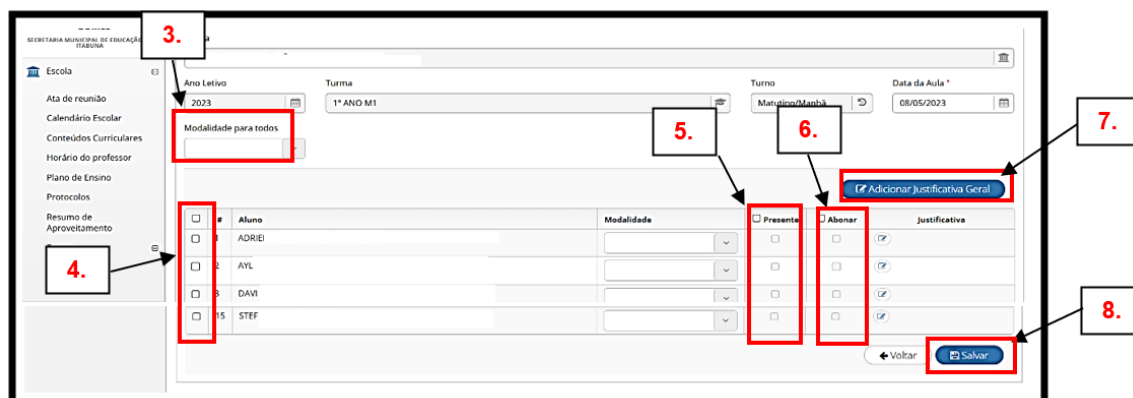 SECRETARIA MUNICIPAL DE EDUCAÇÃO
ITABUNA
3.
Escola
Ano Letivo
Turma
Turno
Data da Aula *
2023
1º ANO M1
Matutino/Manhã
08/05/2023
Ata de reunião
Calendário Escolar
Conteúdos Curriculares
Horário do professor
Plano de Ensino
Protocolos
Resumo de
Aproveitamento
Modalidade para todos
5.
6.
7.
Adicionar Justificativa Geral
# Aluno Modalidade Presente Abonar Justificativa
1 ADRIEI
2 AYL
3 DAVI
15 STEF
4.
8.
Voltar
Salvar